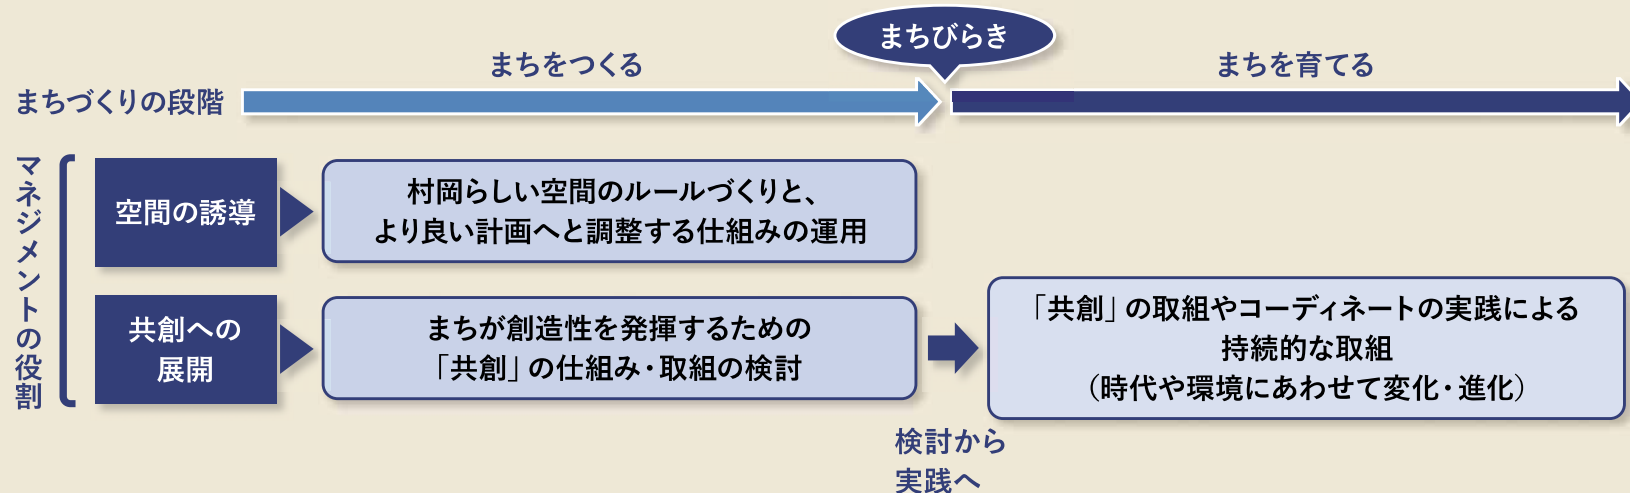 まちびらき
まちをつくる
まちを育てる
まちづくりの段階
マネジメントの役割
空間の誘導
村岡らしい空間のルールづくりと、
より良い計画へと調整する仕組みの運用
共創への
展開
まちが創造性を発揮するための
「共創」の仕組み・取組の検討
「共創」の取組やコーディネートの実践による
持続的な取組
（時代や環境にあわせて変化・進化）
検討から
実践へ